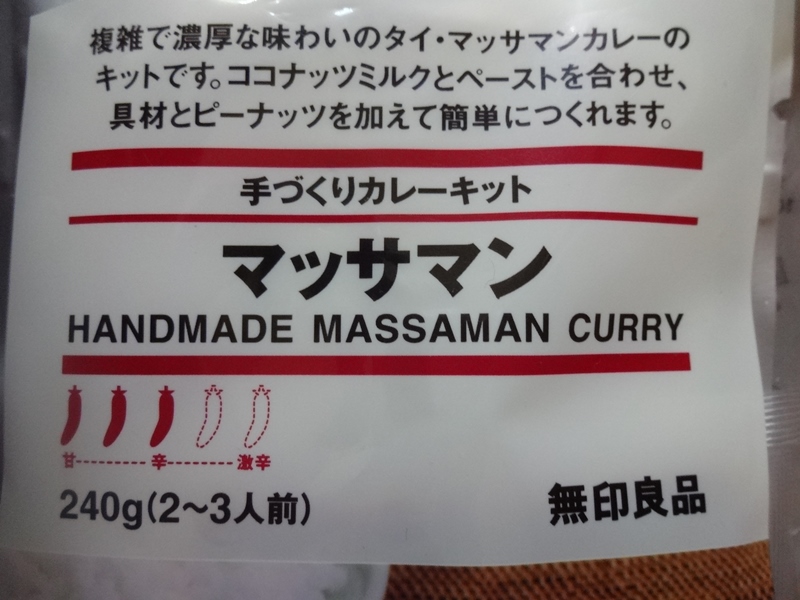 複雑で濃厚な味わいのタイ・マッサマンカレーの
キットです。ココナッツミルクとペーストを合わせ、
具材とピーナッツを加えて簡単につくれます。
手づくりカレーキット
マッサマン
HANDMADE MASSAMAN CURRY
甘---------辛---------激辛
240g(2〜3人前)
無印良品